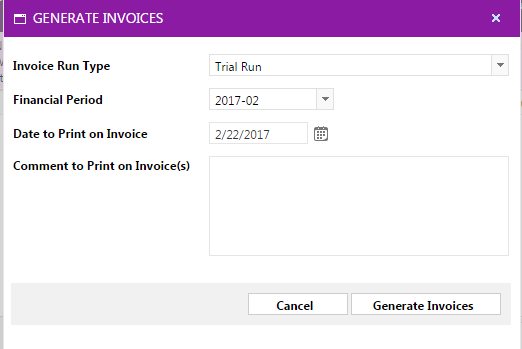 GENERATE INVOICES
Invoice Run Type Trial Run
Financial Period 2017-02
Date to Print on Invoice 2/22/2017
Comment to Print on Invoice(s)
Cancel Generate Invoices